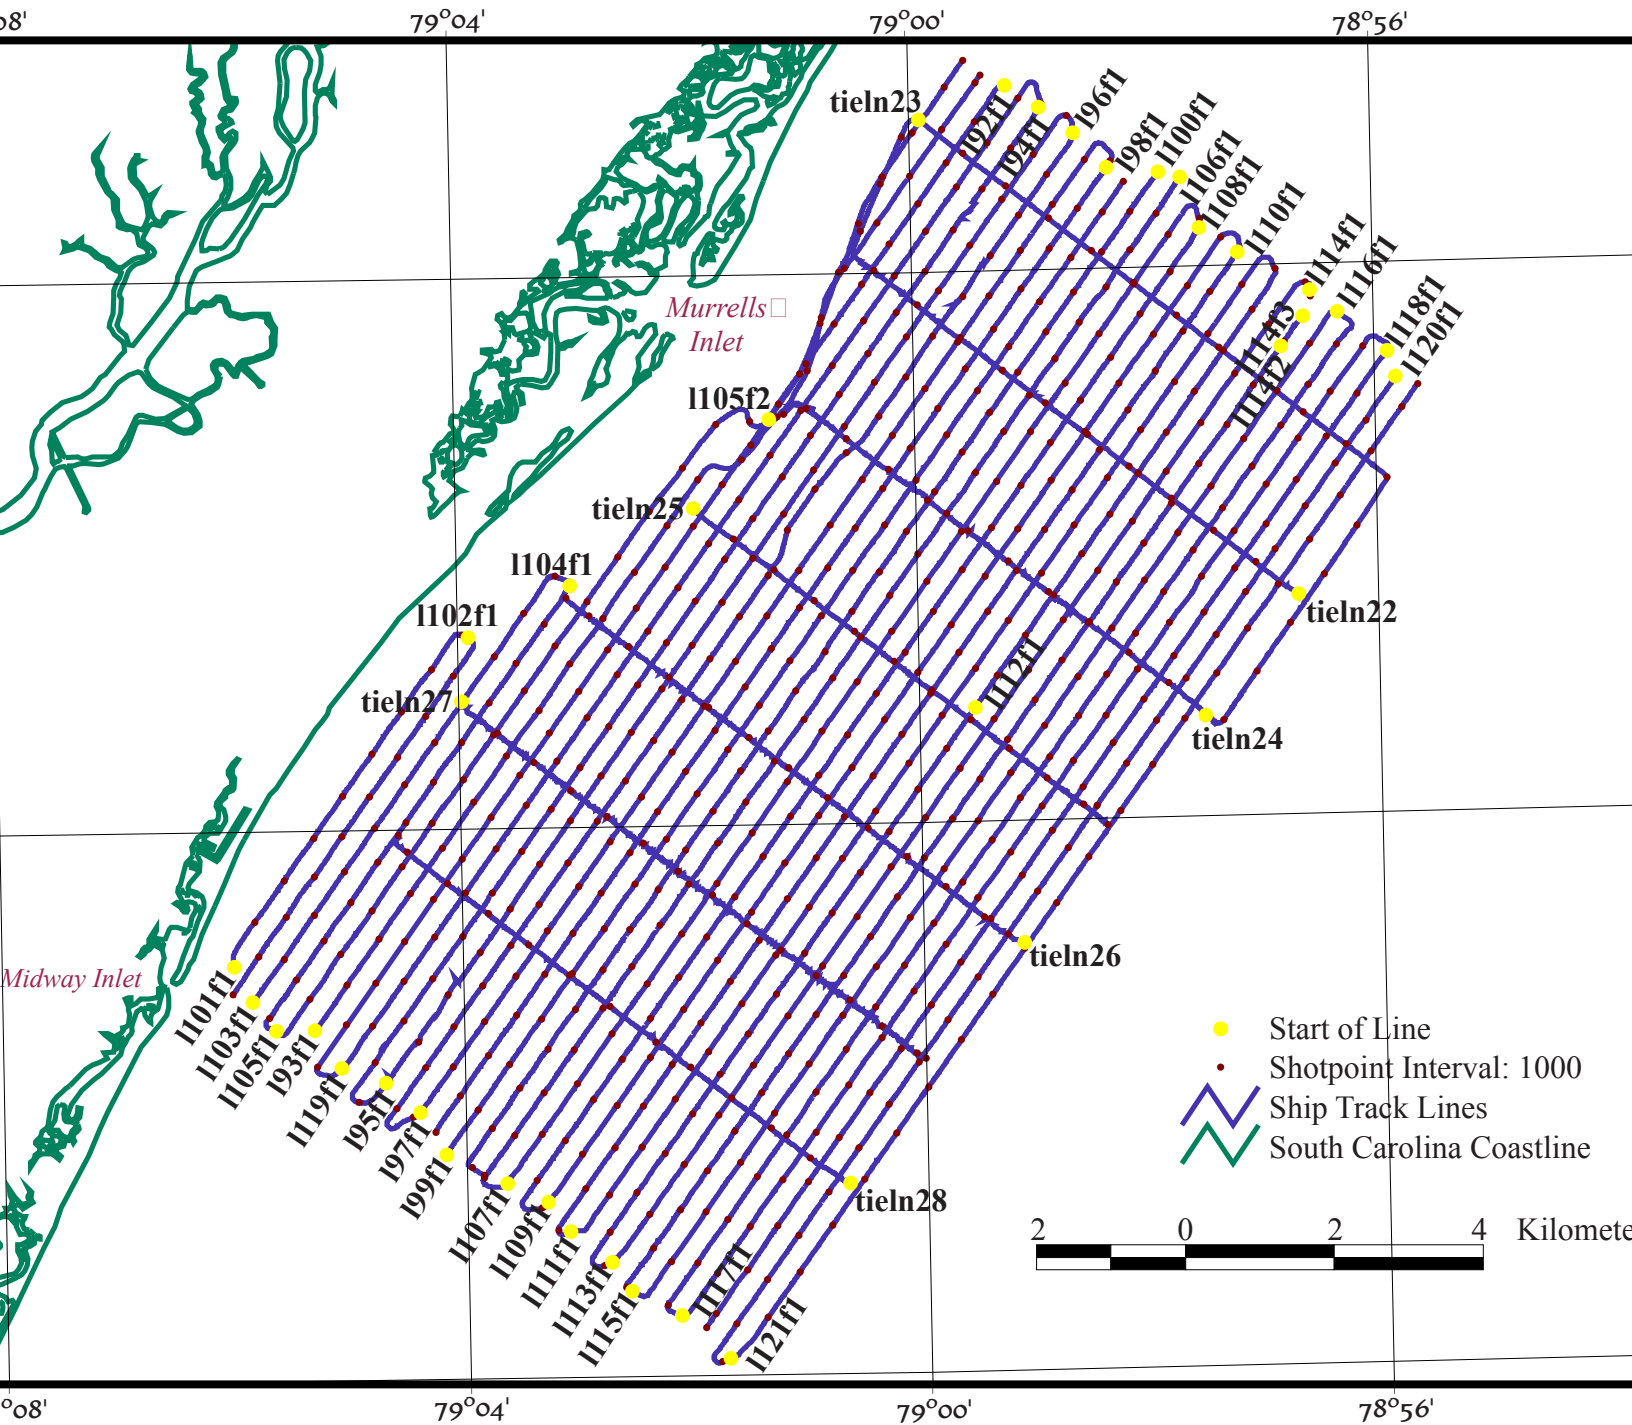 08'
79°04'
79°00'
78°56'
tieln23
l92f1
l94f1
l96f1
l98f1
l100f1
l106f1
l108f1
l110f1
l114f1
l116f1
l118f1
l120f1
l114f3
l114f2
Murrells
Inlet
l105f2
tieln25
l104f1
l102f1
tieln22
l112f1
tieln27
tieln24
tieln26
Midway Inlet
l101f1
l103f1
l105f1
l93f1
l119f1
l95f1
l97f1
l99f1
l107f1
l109f1
l111f1
l113f1
l115f1
l117f1
l121f1
tieln28
Start of Line
Shotpoint Interval: 1000
Ship Track Lines
South Carolina Coastline
2 0 2 4 Kilomete
°08'
79°04'
79°00'
78°56'